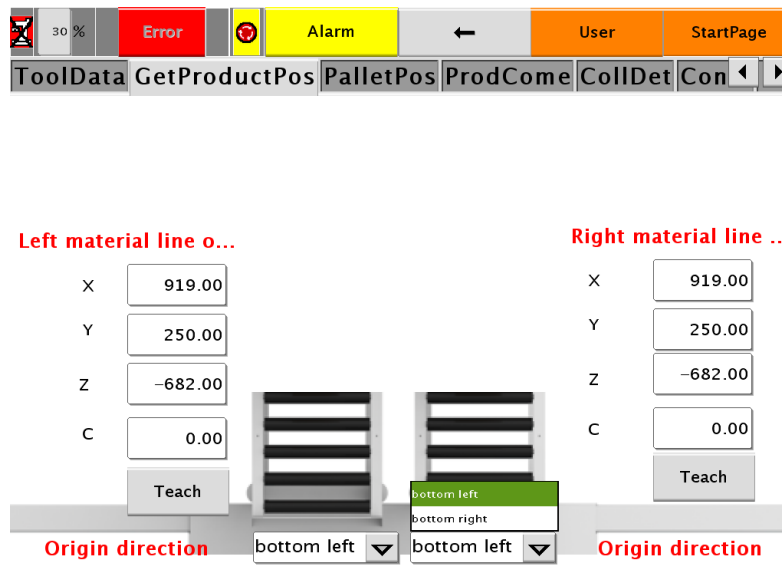 30 % Error Alarm User StartPage
ToolData GetProductPos PalletPos ProdCome CollDet Con
Left material line o...
Right material line ..
X 919.00
X 919.00
Y 250.00
Y 250.00
Z −682.00
Z −682.00
C 0.00
C 0.00
Teach
Teach
bottom left
bottom right
Origin direction bottom left bottom left Origin direction